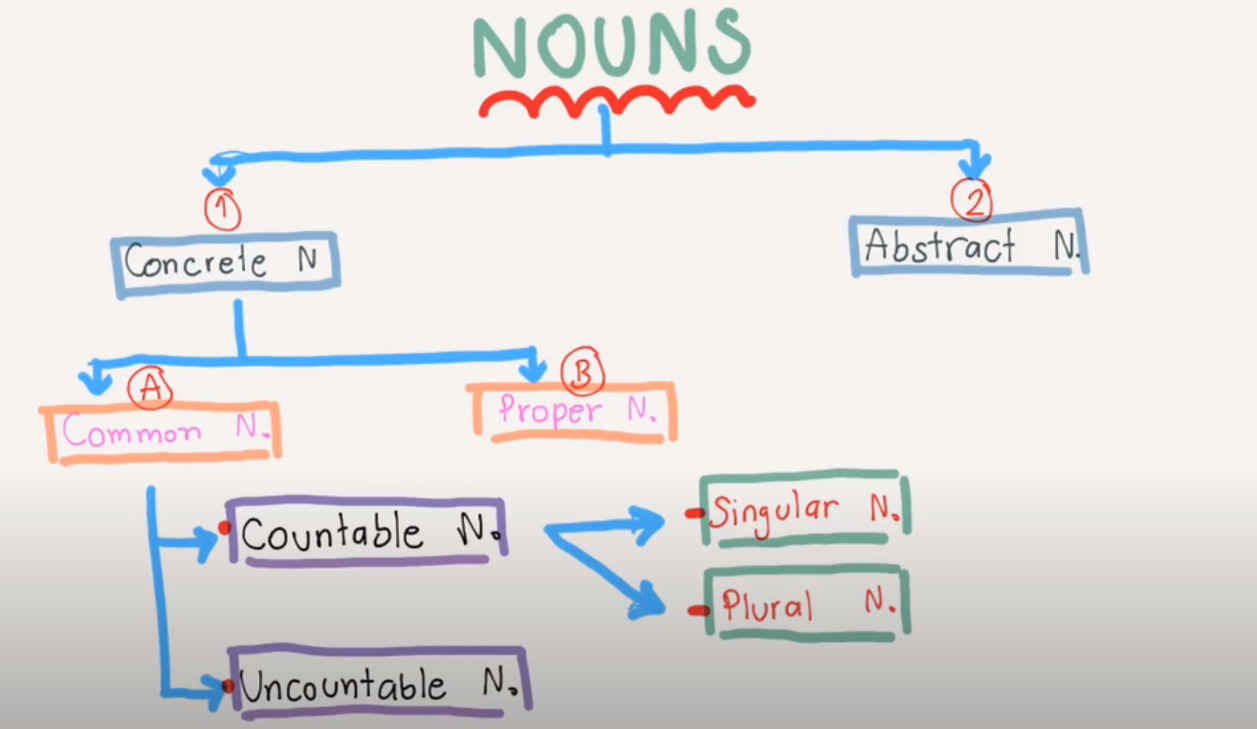 NOUNS
1
2
Concrete N
Abstract N.
A
B
Common N.
Proper N.
Countable N.
Singular N.
Plural N.
Uncountable N.